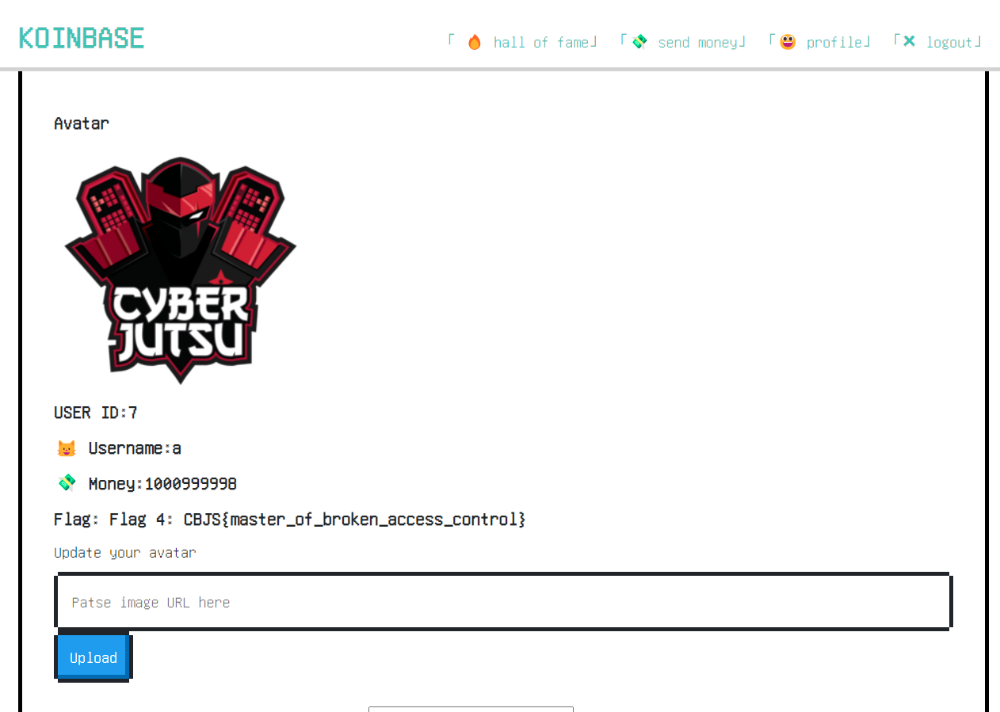 KOINBASE
「 🔥 hall of fame」 「💸 send money」 「😃 profile」 「❌ logout」
Avatar
CYBER
JUTSU
USER ID:7
😺 Username:a
💸 Money:1000999998
Flag: Flag 4: CBJS{master_of_broken_access_control}
Update your avatar
Patse image URL here
Upload